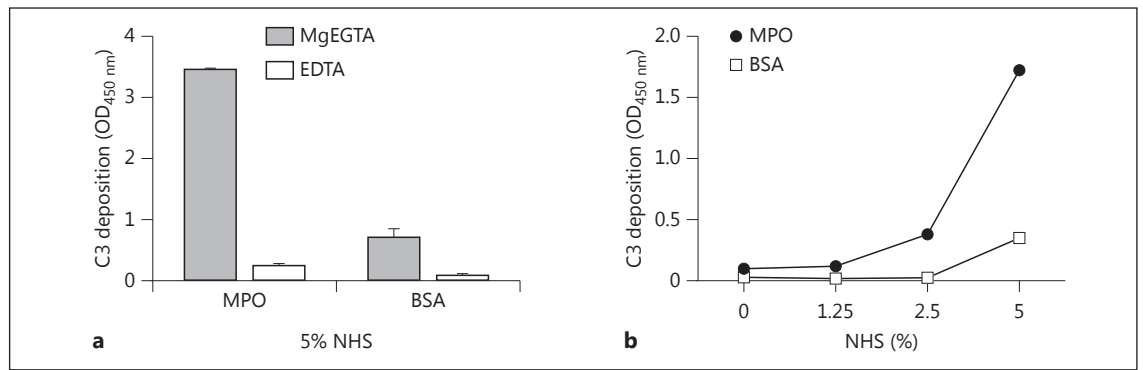 4
3
2
1
0
C3 deposition (OD450 nm)
MgEGTA
EDTA
MPO BSA
a 5% NHS
2.0
1.5
1.0
0.5
0
C3 deposition (OD450 nm)
MPO
BSA
0 1.25 2.5 5
b NHS (%)